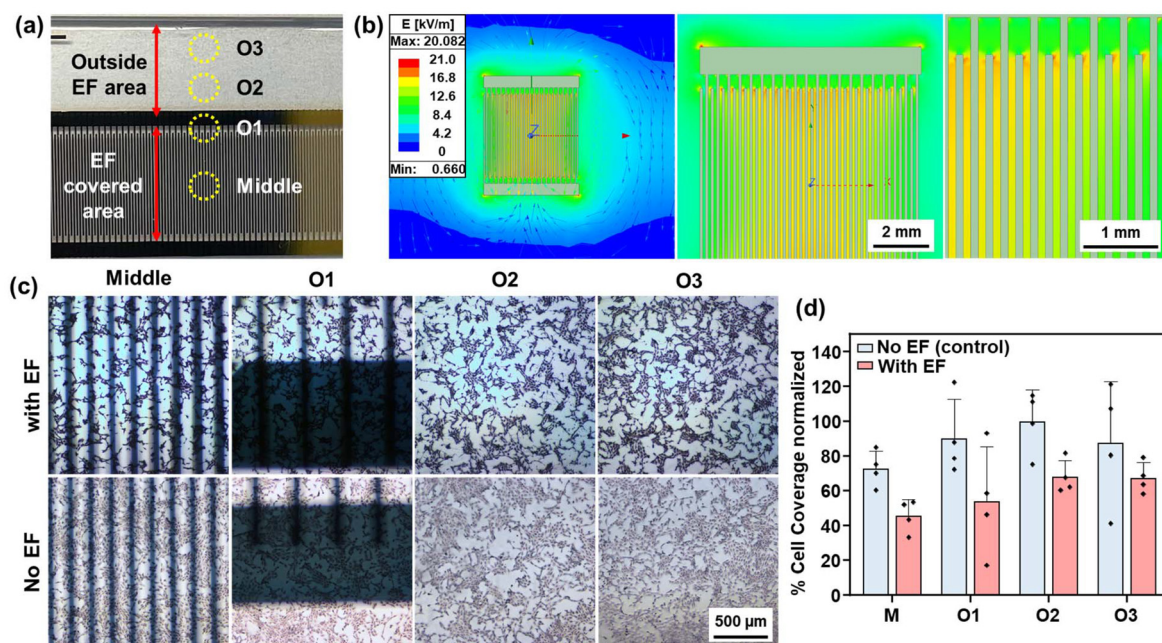 (a)
Outside
EF area
O3
O2
O1
EF
covered
area
Middle
(b)
E [kV/m]
Max: 20.082
21.0
16.8
12.6
8.4
4.2
0
Min: 0.660
Z
Z
X
2 mm
1 mm
(c)
Middle
O1
O2
O3
with EF
No EF
500 µm
(d)
% Cell Coverage normalized
140
120
100
80
60
40
20
0
No EF (control)
With EF
M
O1
O2
O3